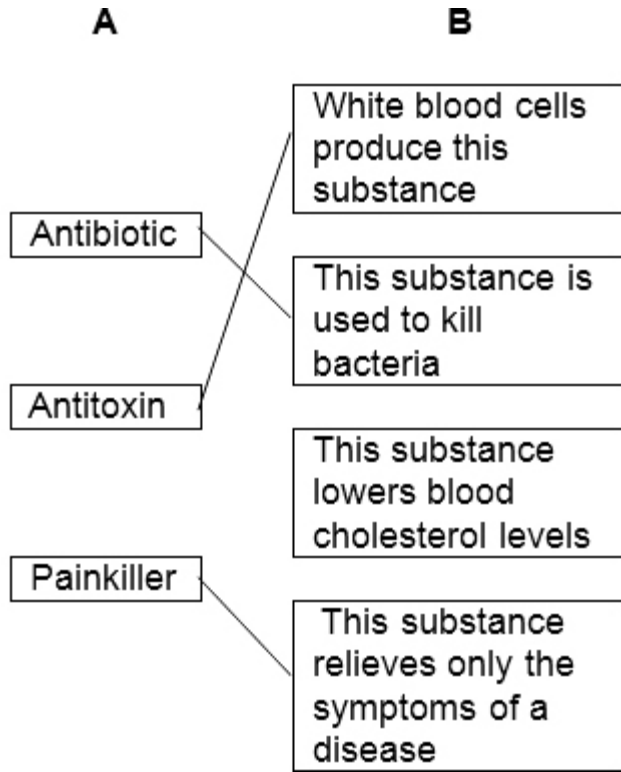 A
B
Antibiotic
Antitoxin
Painkiller
White blood cells
produce this
substance
This substance is
used to kill
bacteria
This substance
lowers blood
cholesterol levels
This substance
relieves only the
symptoms of a
disease